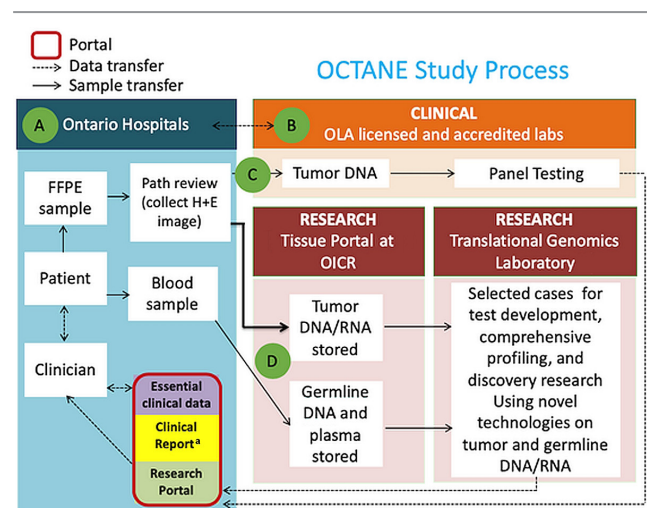 Portal
Data transfer
Sample transfer
OCTANE Study Process
A
Ontario Hospitals
B
CLINICAL
OLA licensed and accredited labs
FFPE
sample
Path review
(collect H+E
image)
C
Tumor DNA
Panel Testing
RESEARCH
Tissue Portal at
OICR
RESEARCH
Translational Genomics
Laboratory
Patient
Blood
sample
Tumor
DNA/RNA
stored
Selected cases for
test development,
comprehensive
profiling, and
discovery research
Using novel
technologies on
tumor and germline
DNA/RNA
D
Clinician
Essential
clinical data
Clinical
Reportᵃ
Research
Portal
Germline
DNA and
plasma
stored